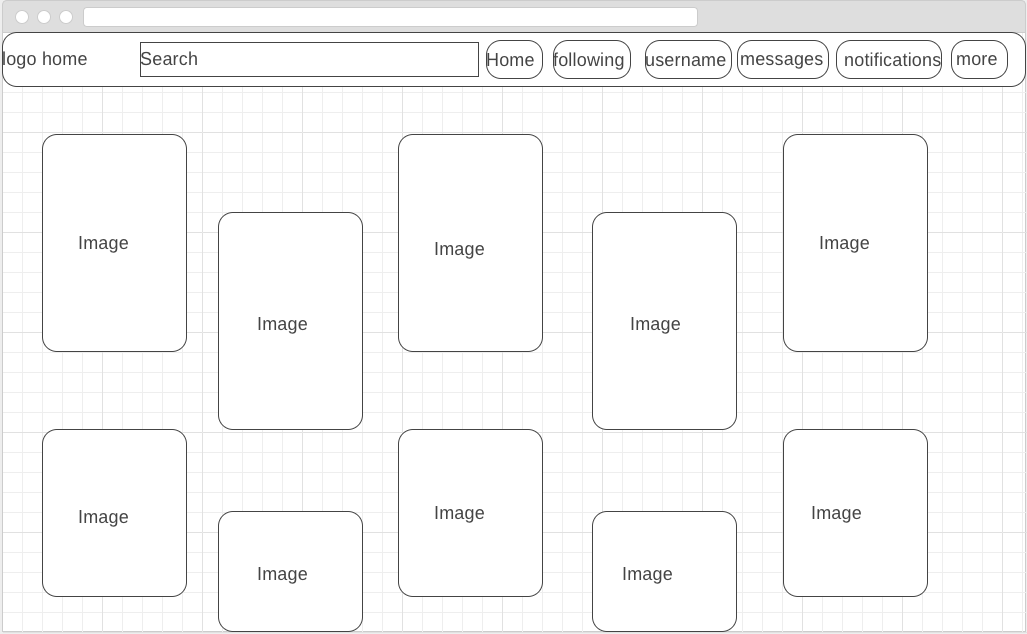 logo home
Search
Home
following
username
messages
notifications
more
Image
Image
Image
Image
Image
Image
Image
Image
Image
Image